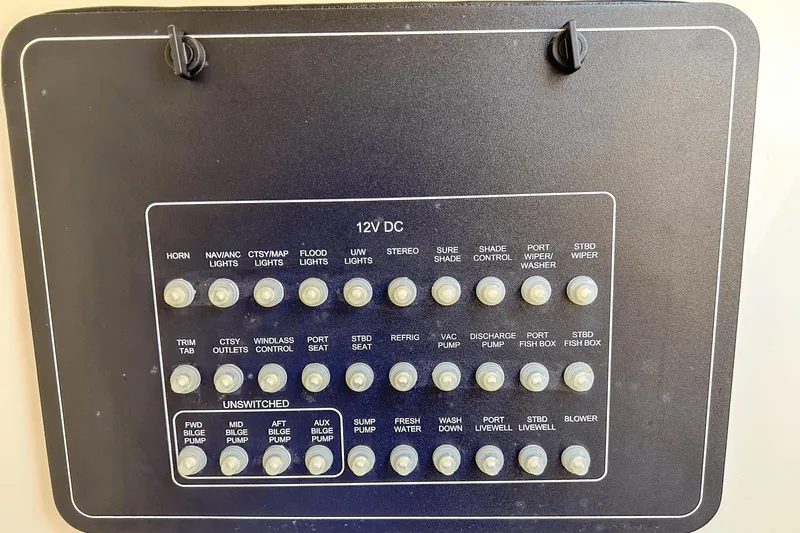 12V DC
HORN
NAV/ANC
LIGHTS
CTSY/MAP
LIGHTS
FLOOD
LIGHTS
U/W
LIGHTS
STEREO
SURE
SHADE
SHADE
CONTROL
PORT
WIPER/
WASHER
STBD
WIPER
TRIM
TAB
CTSY
OUTLETS
WINDLASS
CONTROL
PORT
SEAT
STBD
SEAT
REFRIG
VAC
PUMP
DISCHARGE
PUMP
PORT
FISH BOX
STBD
FISH BOX
UNSWITCHED
FWD
BILGE
PUMP
MID
BILGE
PUMP
AFT
BILGE
PUMP
AUX
BILGE
PUMP
SUMP
PUMP
FRESH
WATER
WASH
DOWN
PORT
LIVEWELL
STBD
LIVEWELL
BLOWER